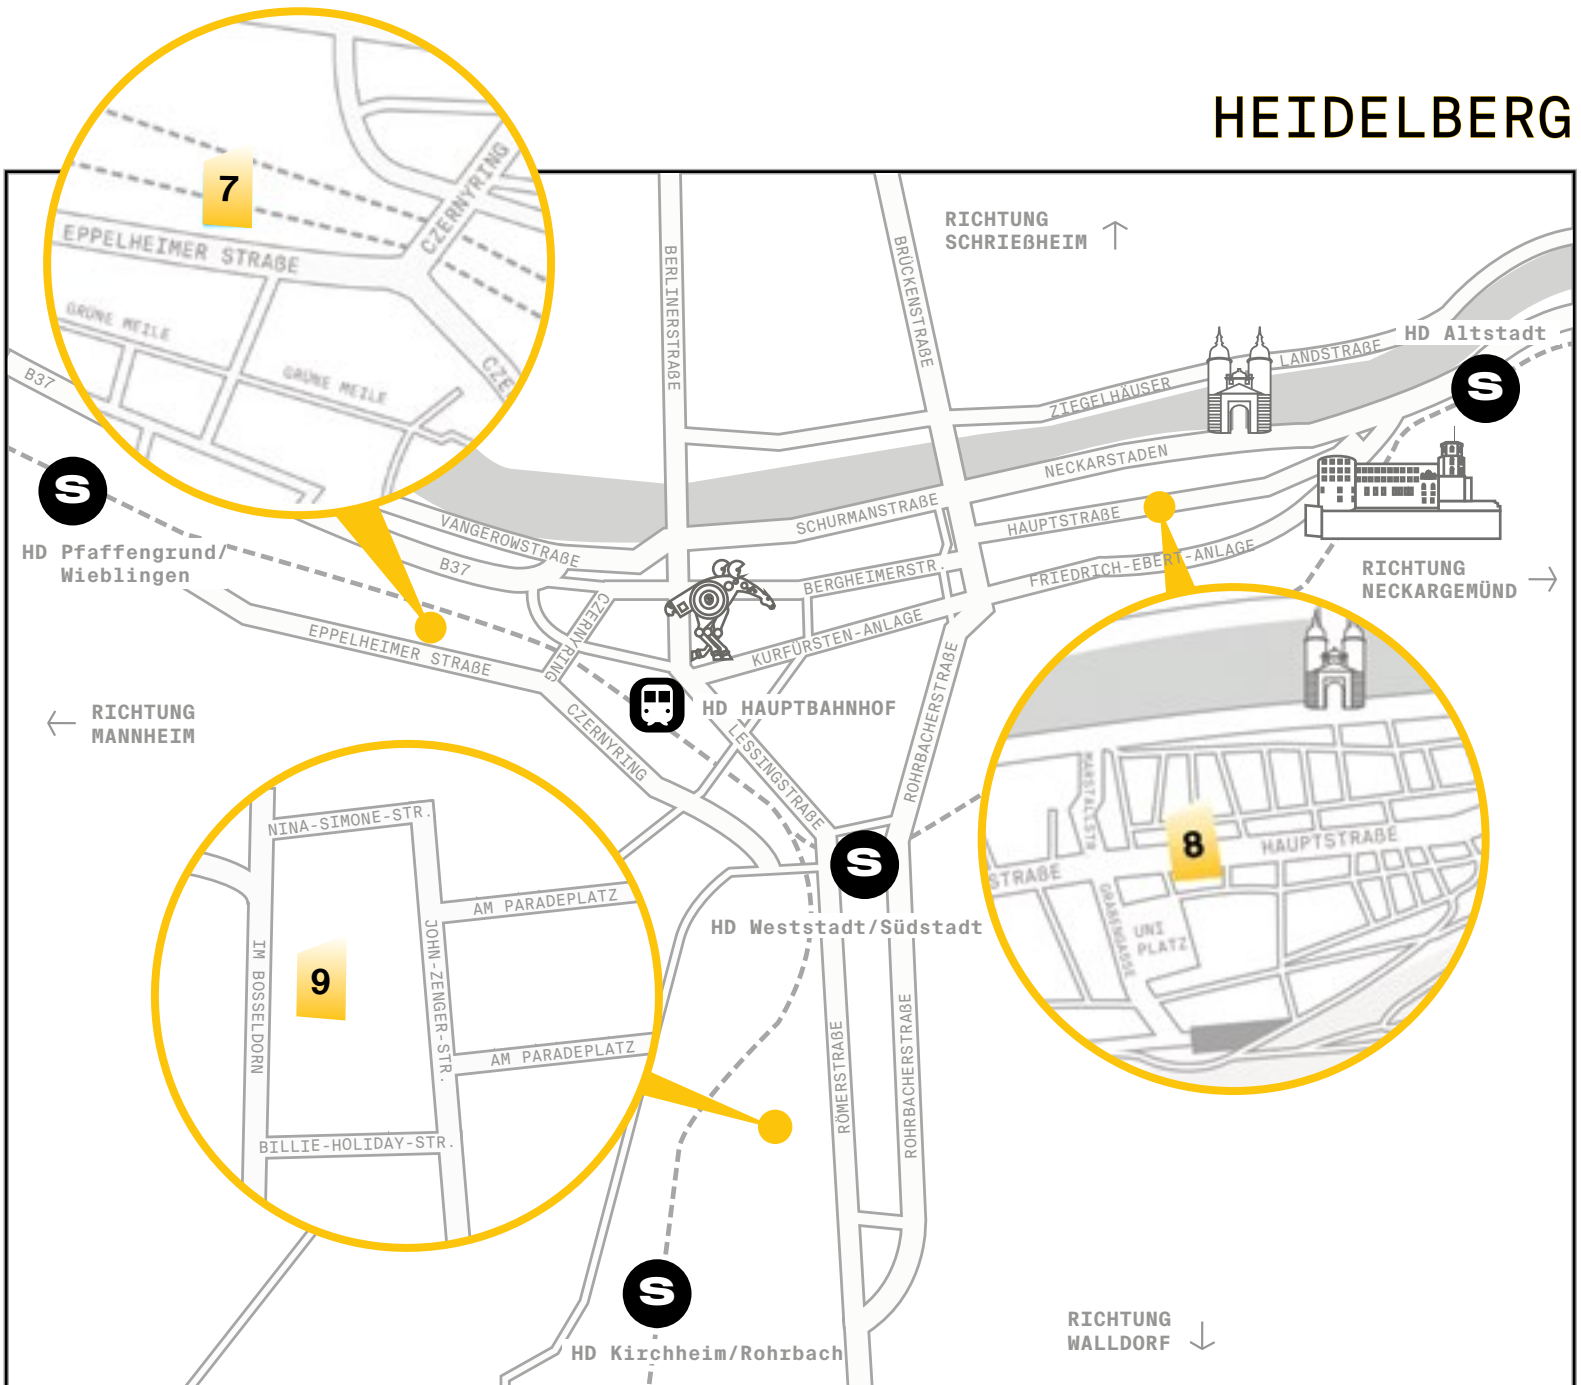 HEIDELBERG
7
CZERNYRING
EPPELHEIMER STRAßE
GRÜNE MEILE
GRÜNE MEILE
CZE
RICHTUNG
SCHRIEßHEIM
BERLINERSTRAßE
BRÜCKENSTRAßE
HD Altstadt
S
LANDSTRAßE
ZIEGELHÄUSER
B37
NECKARSTADEN
S
SCHURMANSTRAßE
HAUPTSTRAßE
VANGEROWSTRAßE
HD Pfaffengrund/
Wieblingen
B37
BERGHEIMERSTR.
FRIEDRICH-EBERT-ANLAGE
RICHTUNG
NECKARGEMÜND
CZERNYRING
EPPELHEIMER STRAßE
KURFÜRSTEN-ANLAGE
ROHRBACHERSTRAßE
RICHTUNG
MANNHEIM
HD HAUPTBAHNHOF
CZERNYRING
LESSINGSTRAßE
MARSTALLSTR
8
HAUPTSTRAßE
STRAßE
GRABENGASSE
UNI
PLATZ
S
HD Weststadt/Südstadt
NINA-SIMONE-STR.
AM PARADEPLATZ
IM BOSSELDORN
JOHN-ZENGER-STR.
9
AM PARADEPLATZ
BILLIE-HOLIDAY-STR.
RÖMERSTRAßE
ROHRBACHERSTRAßE
S
HD Kirchheim/Rohrbach
RICHTUNG
WALLDORF